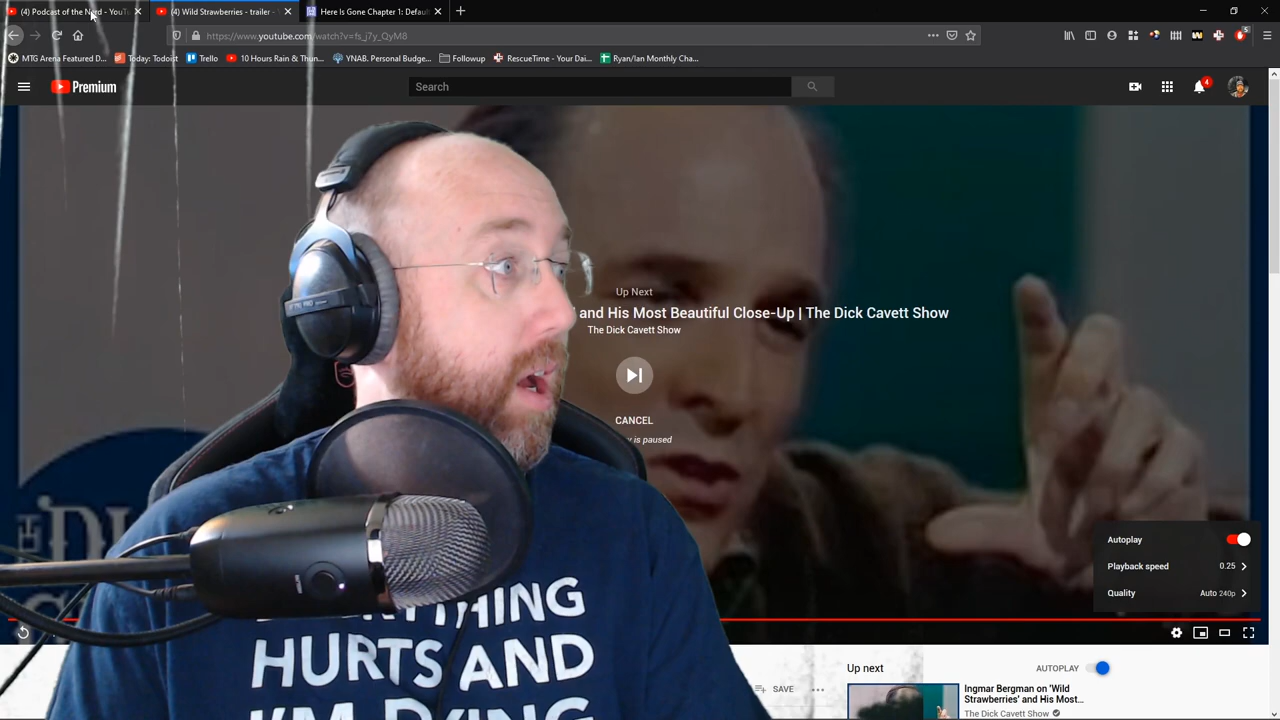 (4) Podcast of the Nerd - YouTu
(4) Wild Strawberries - trailer -
Here Is Gone Chapter 1: Defaul
https://www.youtube.com/watch?v=fs_j7y_QyM8
MTG Arena Featured D...
Today: Todoist
Trello
10 Hours Rain & Thun...
YNAB. Personal Budge...
Followup
RescueTime - Your Dai...
Ryan/Ian Monthly Cha...
5
Premium
Search
4
Up Next
and His Most Beautiful Close-Up | The Dick Cavett Show
The Dick Cavett Show
CANCEL
is paused
Autoplay
Playback speed 0.25
Quality Auto 240p
HURTS AND
I'M DYING
SAVE
Up next
AUTOPLAY
Ingmar Bergman on 'Wild
Strawberries' and His Most...
The Dick Cavett Show